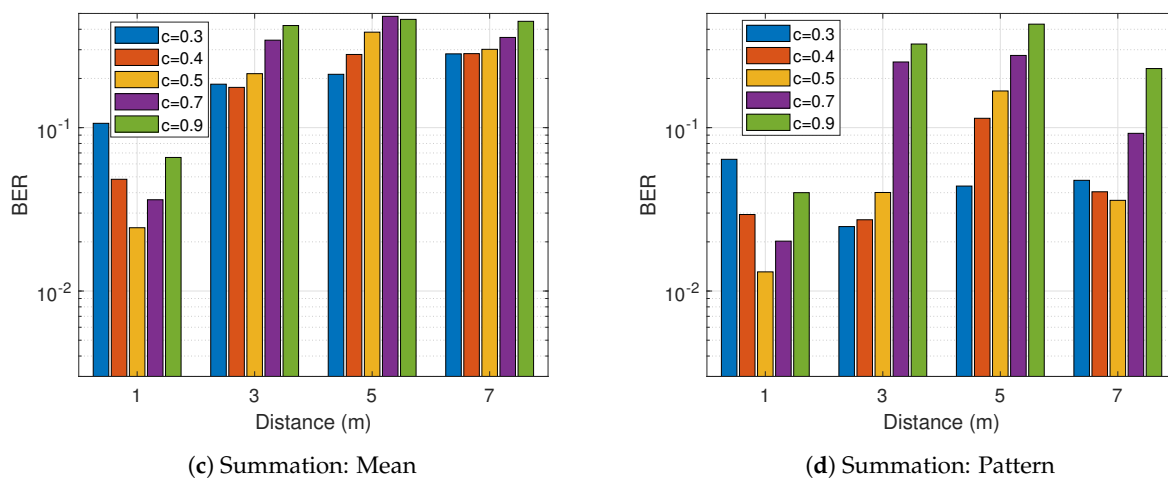 c=0.3
c=0.4
c=0.5
c=0.7
c=0.9
10-1
10-2
BER
1 3 5 7
Distance (m)
(c) Summation: Mean
c=0.3
c=0.4
c=0.5
c=0.7
c=0.9
10-1
10-2
BER
1 3 5 7
Distance (m)
(d) Summation: Pattern